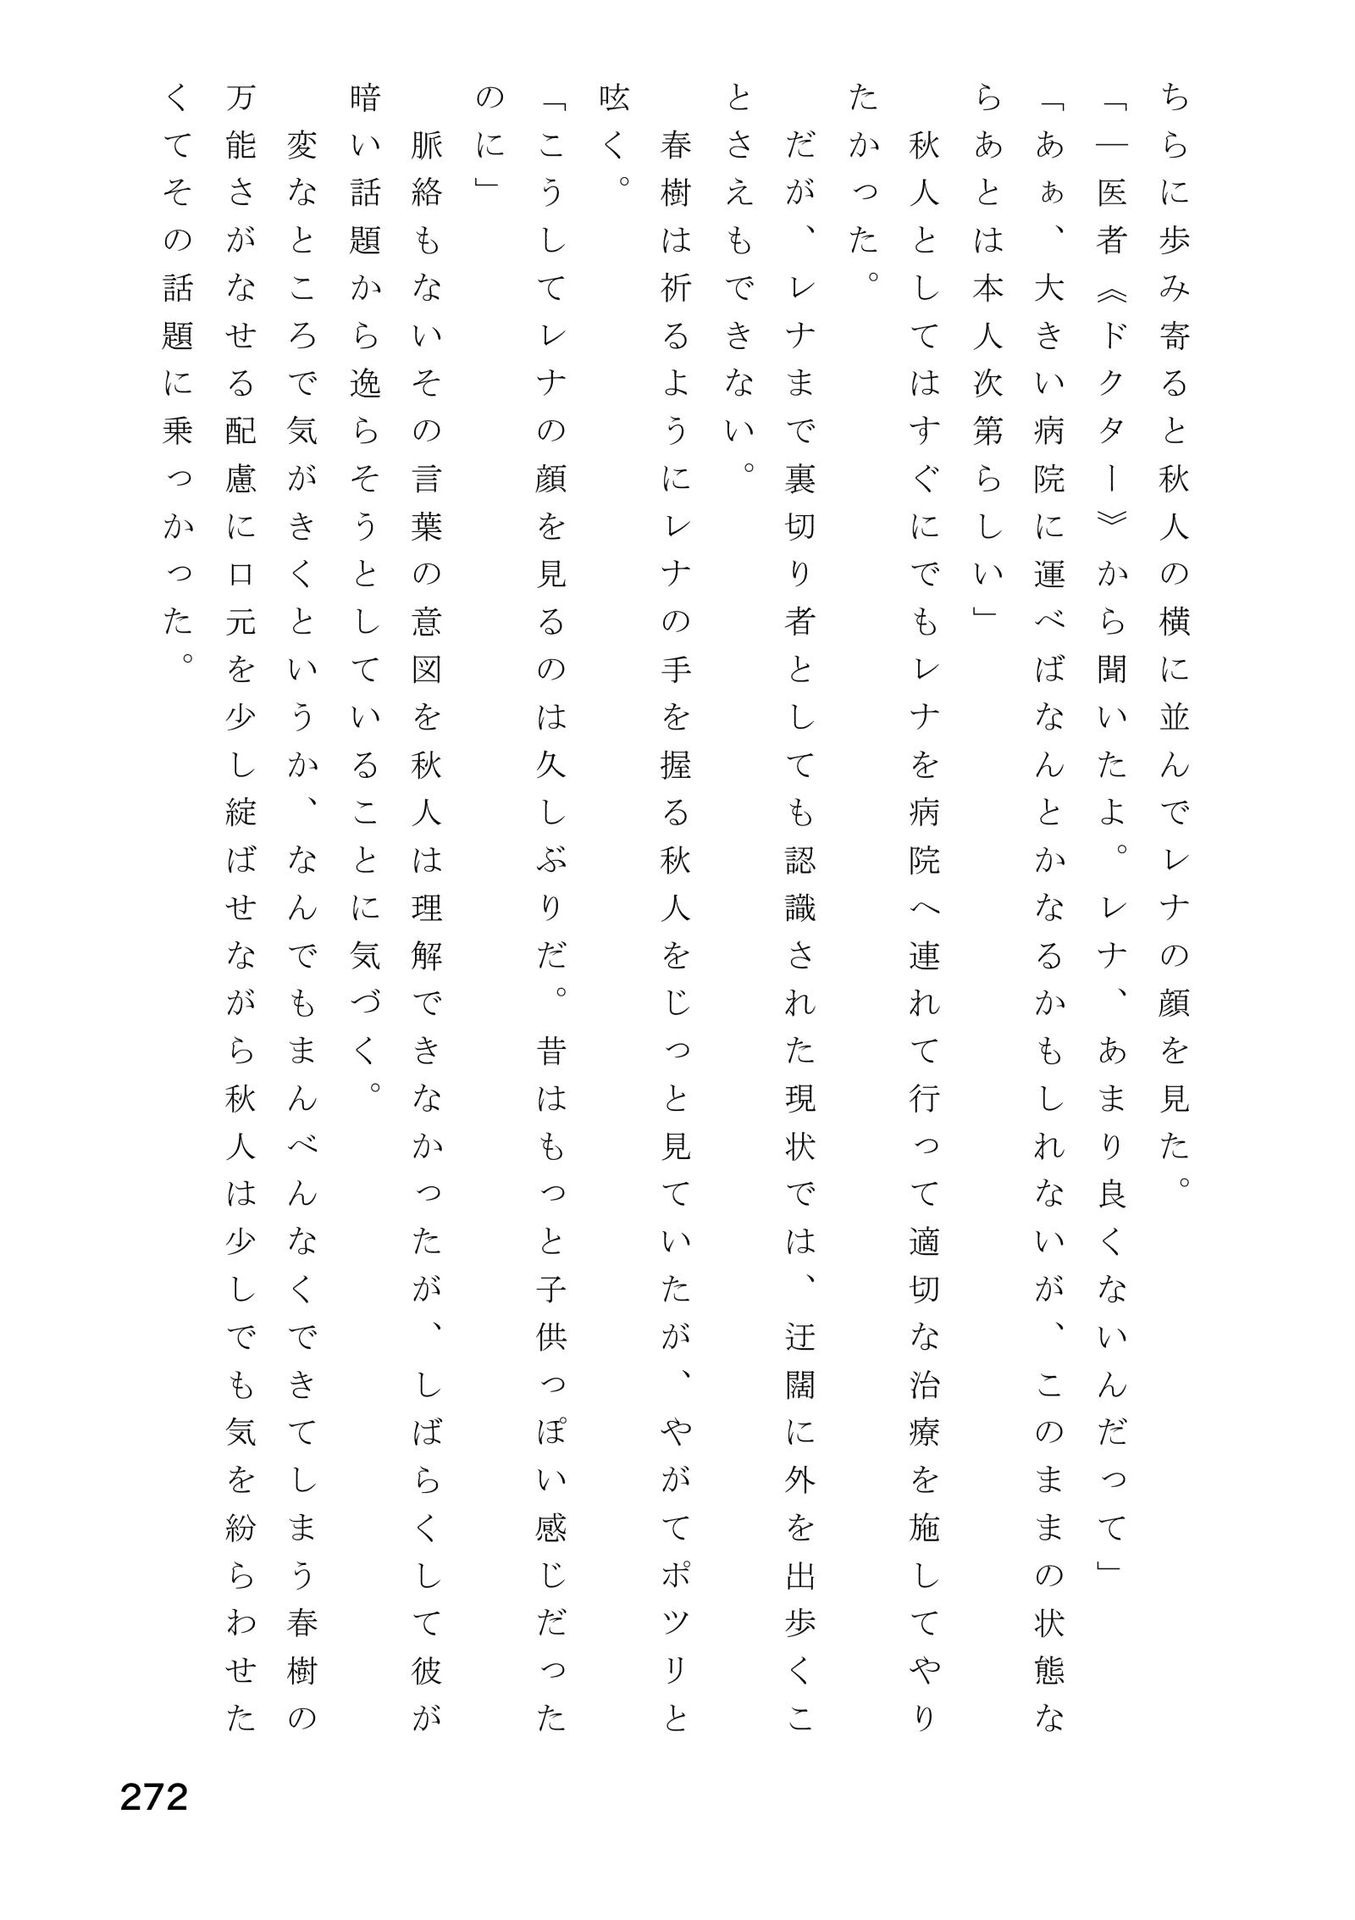 ちらに歩み寄ると秋人の横に並んでレナの顔を見た。
「―医者《ドクター》から聞いたよ。レナ、あまり良くないんだって」
「あぁ、大きい病院に運べばなんとかなるかもしれないが、このままの状態な
らあとは本人次第らしい」
　秋人としてはすぐにでもレナを病院へ連れて行って適切な治療を施してやり
たかった。
　だが、レナまで裏切り者としても認識された現状では、迂闊に外を出歩くこ
とさえもできない。
　春樹は祈るようにレナの手を握る秋人をじっと見ていたが、やがてポツリと
呟く。
「こうしてレナの顔を見るのは久しぶりだ。昔はもっと子供っぽい感じだった
のに」
　脈絡もないその言葉の意図を秋人は理解できなかったが、しばらくして彼が
暗い話題から逸らそうとしていることに気づく。
　変なところで気がきくというか、なんでもまんべんなくできてしまう春樹の
万能さがなせる配慮に口元を少し綻ばせながら秋人は少しでも気を紛らわせた
くてその話題に乗っかった。
272